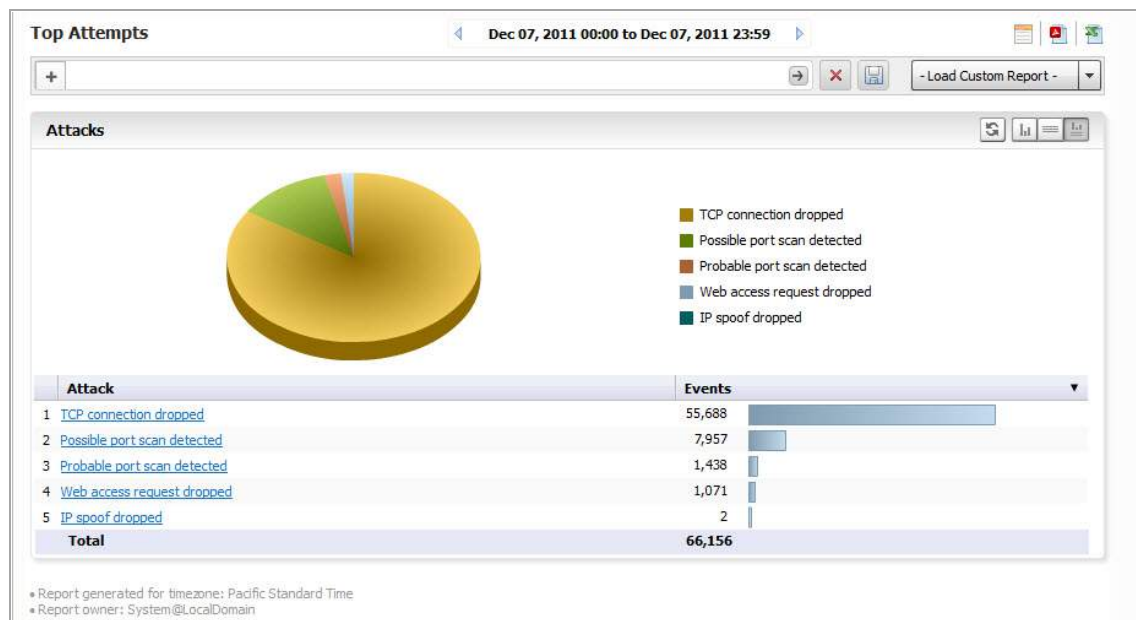 Top Attempts
Dec 07, 2011 00:00 to Dec 07, 2011 23:59
- Load Custom Report -
Attacks
TCP connection dropped
Possible port scan detected
Probable port scan detected
Web access request dropped
IP spoof dropped
Attack Events
1 TCP connection dropped 55,688
2 Possible port scan detected 7,957
3 Probable port scan detected 1,438
4 Web access request dropped 1,071
5 IP spoof dropped 2
Total 66,156
Report generated for timezone: Pacific Standard Time
Report owner: System@LocalDomain